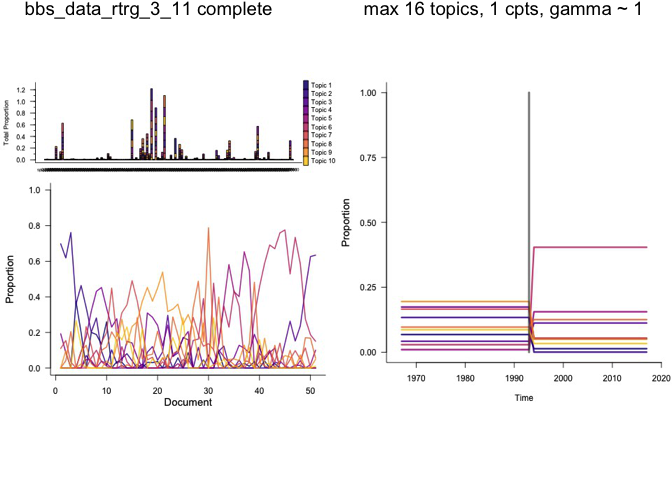 bbs_data_rtrg_3_11 complete
max 16 topics, 1 cpts, gamma ~ 1
Total Proportion
1.2
1.0
0.8
0.6
0.4
0.2
0.0
Topic 1
Topic 2
Topic 3
Topic 4
Topic 5
Topic 6
Topic 7
Topic 8
Topic 9
Topic 10
Proportion
1.0
0.8
0.6
0.4
0.2
0.0
0 10 20 30 40 50
Document
Proportion
1.00
0.75
0.50
0.25
0.00
1970 1980 1990 2000 2010 2020
Time